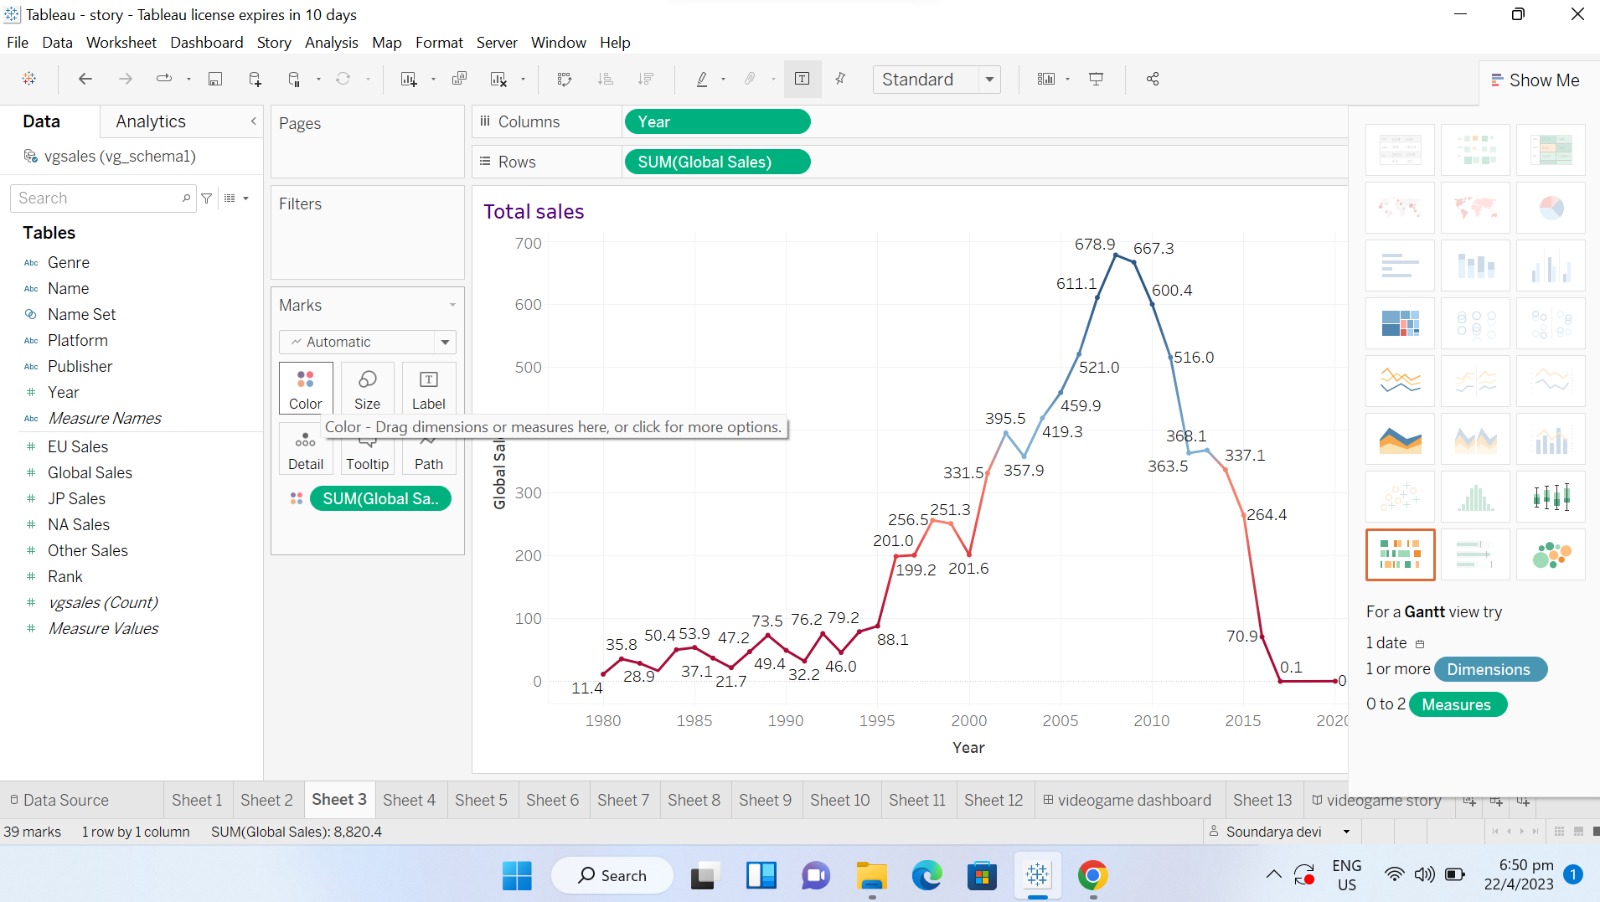 Tableau - story - Tableau license expires in 10 days
File Data Worksheet Dashboard Story Analysis Map Format Server Window Help
Standard
Show Me
Data Analytics
vgsales (vg_schema1)
Search
Tables
Abc Genre
Abc Name
Name Set
Abc Platform
Abc Publisher
# Year
Abc Measure Names
# EU Sales
# Global Sales
# JP Sales
# NA Sales
# Other Sales
# Rank
# vgsales (Count)
# Measure Values
Pages
Filters
Marks
Automatic
Color Size Label
Color - Drag dimensions or measures here, or click for more options.
Detail Tooltip Path
SUM(Global Sa..
Columns Year
Rows SUM(Global Sales)
Total sales
700
600
500
300
200
100
0
Global Sal
11.4
35.8
28.9
50.4
53.9
37.1
21.7
47.2
73.5
49.4
32.2
76.2
46.0
79.2
88.1
201.0
199.2
256.5
251.3
201.6
331.5
395.5
357.9
419.3
459.9
521.0
611.1
678.9
667.3
600.4
516.0
363.5
368.1
337.1
264.4
70.9
0.1
0
1980 1985 1990 1995 2000 2005 2010 2015 2020
Year
For a Gantt view try
1 date
1 or more Dimensions
0 to 2 Measures
Data Source Sheet 1 Sheet 2 Sheet 3 Sheet 4 Sheet 5 Sheet 6 Sheet 7 Sheet 8 Sheet 9 Sheet 10 Sheet 11 Sheet 12 videogame dashboard Sheet 13 videogame story
39 marks 1 row by 1 column SUM(Global Sales): 8,820.4 Soundarya devi
Search
ENG
US
6:50 pm
22/4/2023
1